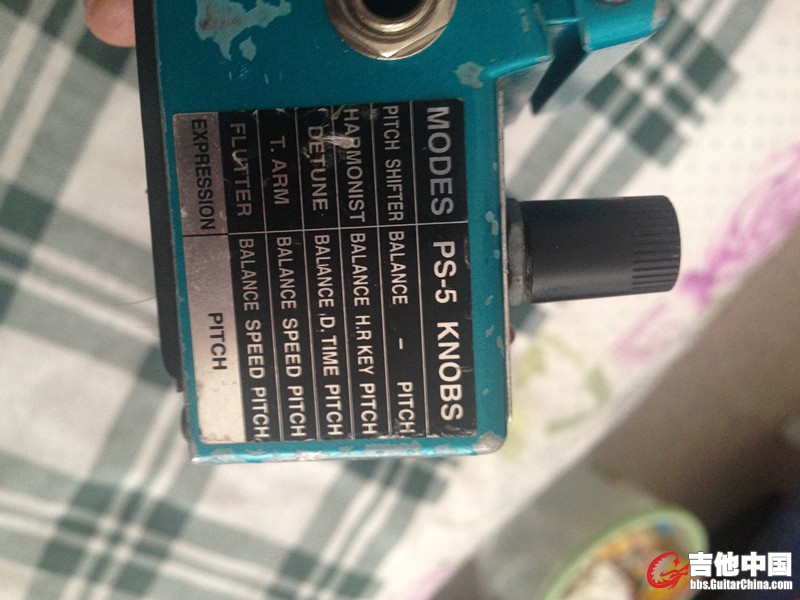 MODES PS-5 KNOBS
PITCH SHIFTER BALANCE - PITCH
HARMONIST BALANCE H.R KEY PITCH
DETUNE BALANCE D. TIME PITCH
T. ARM BALANCE SPEED PITCH
FLUTTER BALANCE SPEED PITCH
EXPRESSION PITCH
吉他中国
bbs.GuitarChina.com